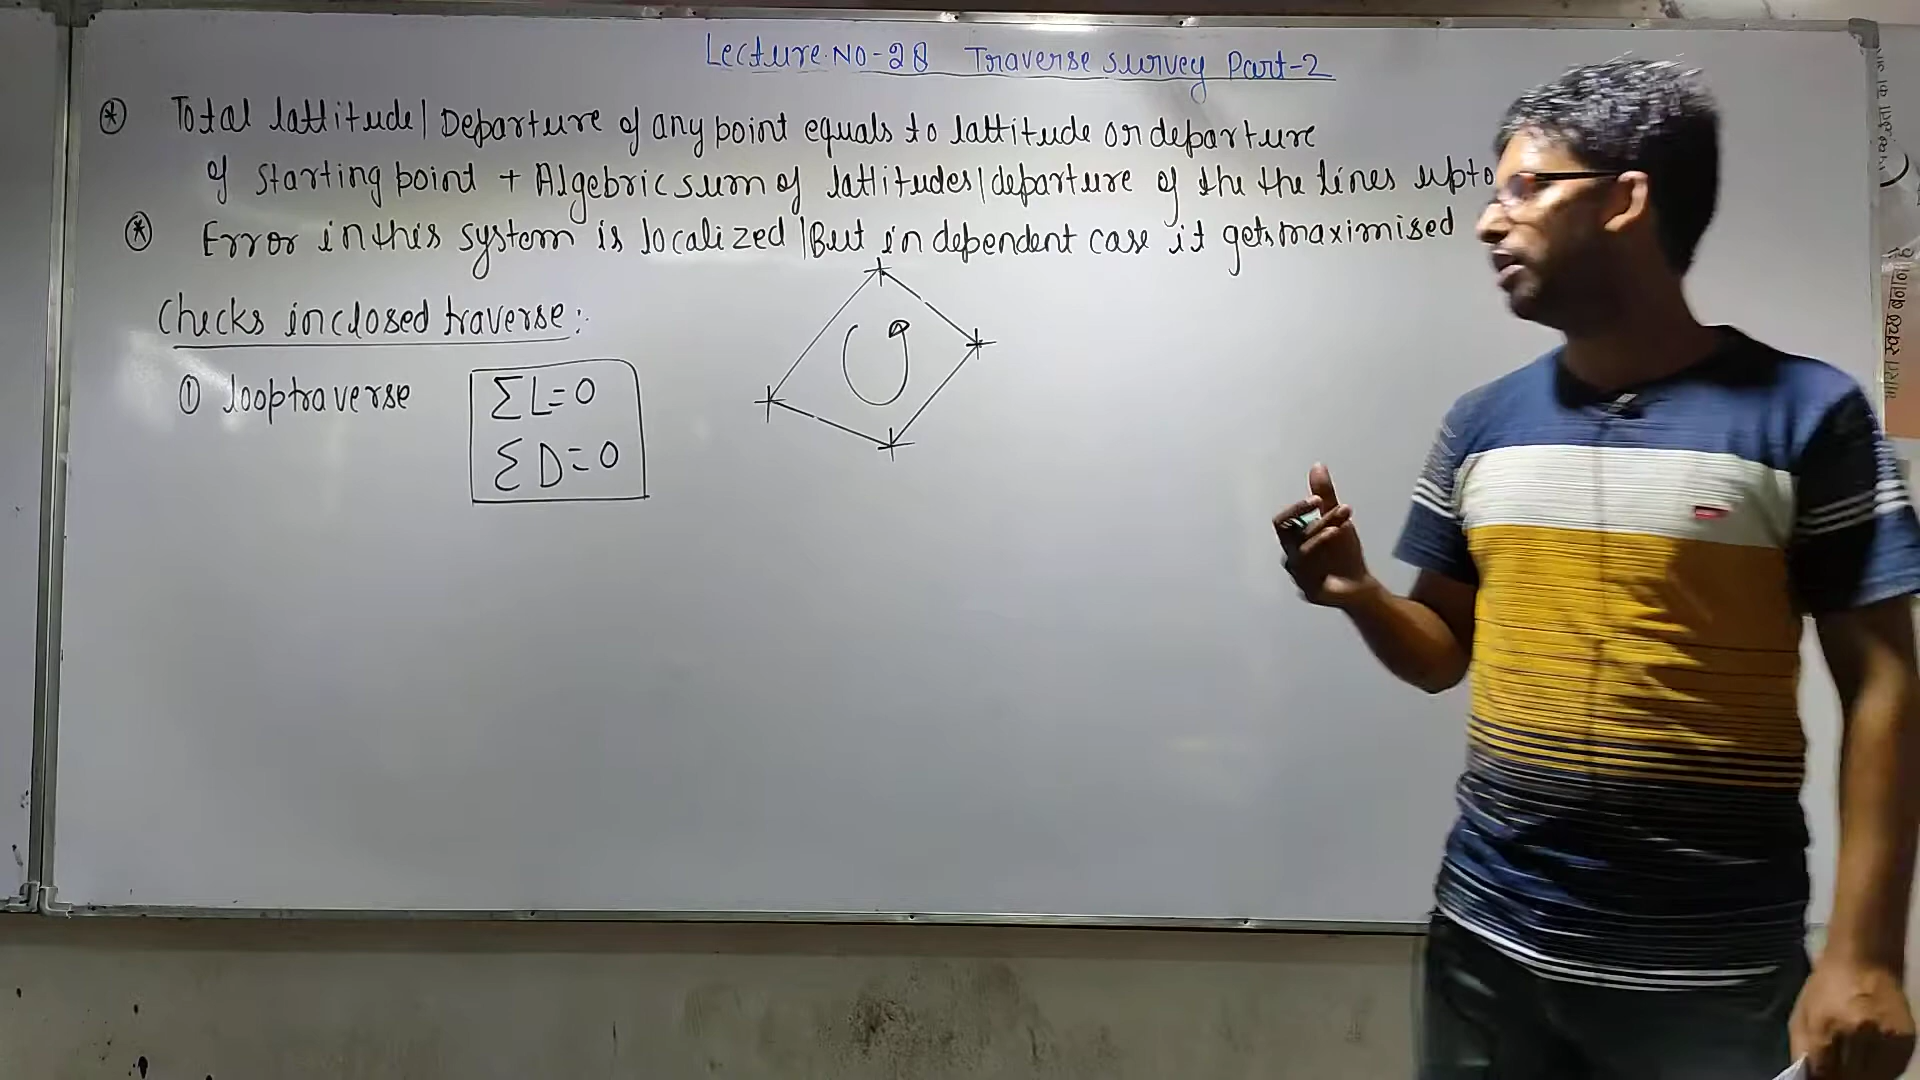 Lecture.No-28 Traverse survey Part-2
* Total lattitude| Departure of any point equals to lattitude or departure
of starting point + Algebric sum of lattitudes|departure of the the lines upto
* Error in this system is localized | But in dependent case it gets maximised
Checks in closed traverse:
① loop traverse
ΣL=0
ΣD=0